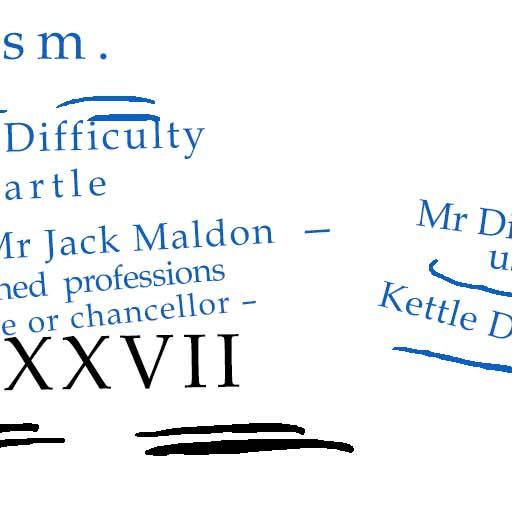 sm.
Difficulty
artle
Mr Jack Maldon –
ned professions
e or chancellor –
XXVII
Mr Di
u
Kettle D